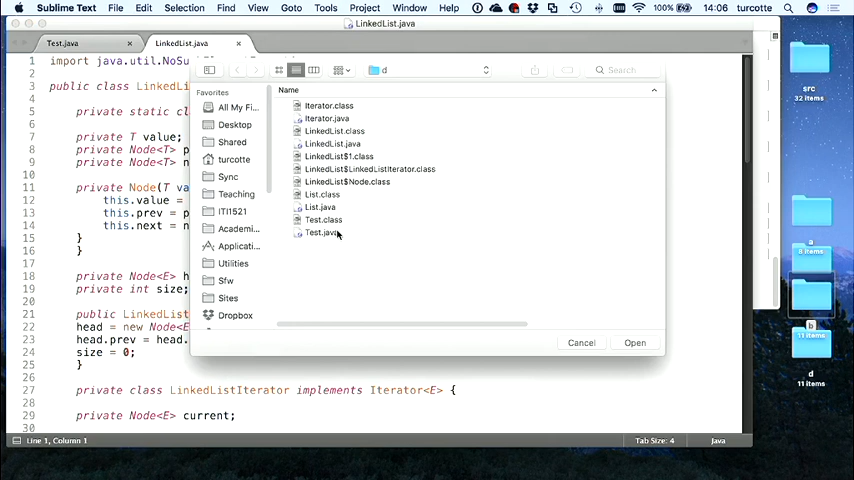 Sublime Text File Edit Selection Find View Goto Tools Project Window Help 100% 14:06 turcotte
LinkedList.java
Test.java × LinkedList.java ×
d
Search
Favorites
All My Fi...
Desktop
Shared
turcotte
Sync
Teaching
ITI1521
Academi...
Applicati...
Utilities
Sfw
Sites
Dropbox
Name
Iterator.class
Iterator.java
LinkedList.class
LinkedList.java
LinkedList$1.class
LinkedList$LinkedListIterator.class
LinkedList$Node.class
List.class
List.java
Test.class
Test.java
Cancel Open
1 import java.util.NoSu
2
3 public class LinkedLi
4
5 private static cl
6
7 private T value;
8 private Node<T> p
9 private Node<T> n
10
11 private Node(T va
12 this.value =
13 this.prev = p
14 this.next = n
15 }
16 }
17
18 private Node<E> h
19 private int size;
20
21 public LinkedList
22 head = new Node<E
23 head.prev = head.
24 size = 0;
25 }
26
27 private class LinkedListIterator implements Iterator<E> {
28
29 private Node<E> current;
30
Line 1, Column 1 Tab Size: 4 Java
src
32 items
a
8 items
b
11 items
d
11 items